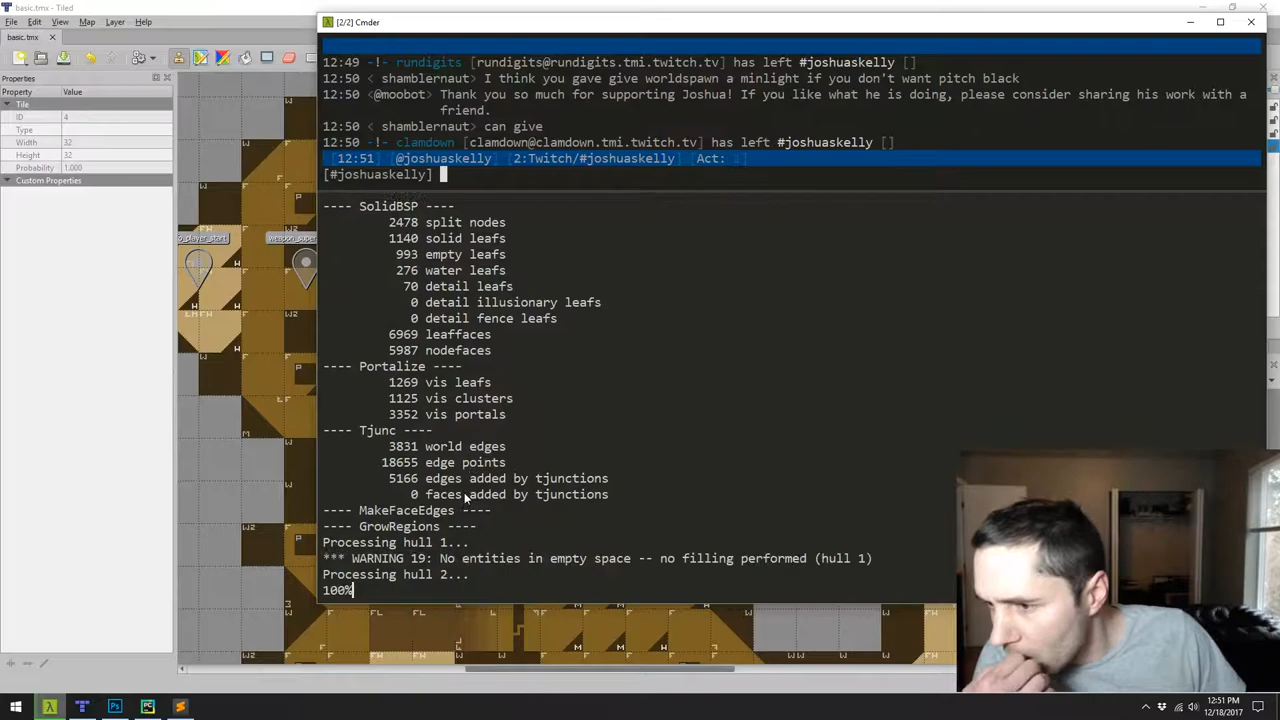 basic.tmx - Tiled
[2/2] Cmder
File Edit View Map Layer Help
basic.tmx
Properties
Property Value
Tile
ID 4
Type
Width 32
Height 32
Probability 1.000
Custom Properties
12:49 -!- rundigits [rundigits@rundigits.tmi.twitch.tv] has left #joshuaskelly []
12:50 < shamblernaut> I think you gave give worldspawn a minlight if you don't want pitch black
12:50 <@moobot> Thank you so much for supporting Joshua! If you like what he is doing, please consider sharing his work with a
friend.
12:50 < shamblernaut> can give
12:50 -!- clamdown [clamdown@clamdown.tmi.twitch.tv] has left #joshuaskelly []
[12:51] [@joshuaskelly] [2:Twitch/#joshuaskelly] [Act: ]
[#joshuaskelly]
---- SolidBSP ----
2478 split nodes
1140 solid leafs
993 empty leafs
276 water leafs
70 detail leafs
0 detail illusionary leafs
0 detail fence leafs
6969 leaffaces
5987 nodefaces
---- Portalize ----
1269 vis leafs
1125 vis clusters
3352 vis portals
---- Tjunc ----
3831 world edges
18655 edge points
5166 edges added by tjunctions
0 faces added by tjunctions
---- MakeFaceEdges ----
---- GrowRegions ----
Processing hull 1...
*** WARNING 19: No entities in empty space -- no filling performed (hull 1)
Processing hull 2...
100%
o_player_start
weapon_super
12:51 PM
12/18/2017